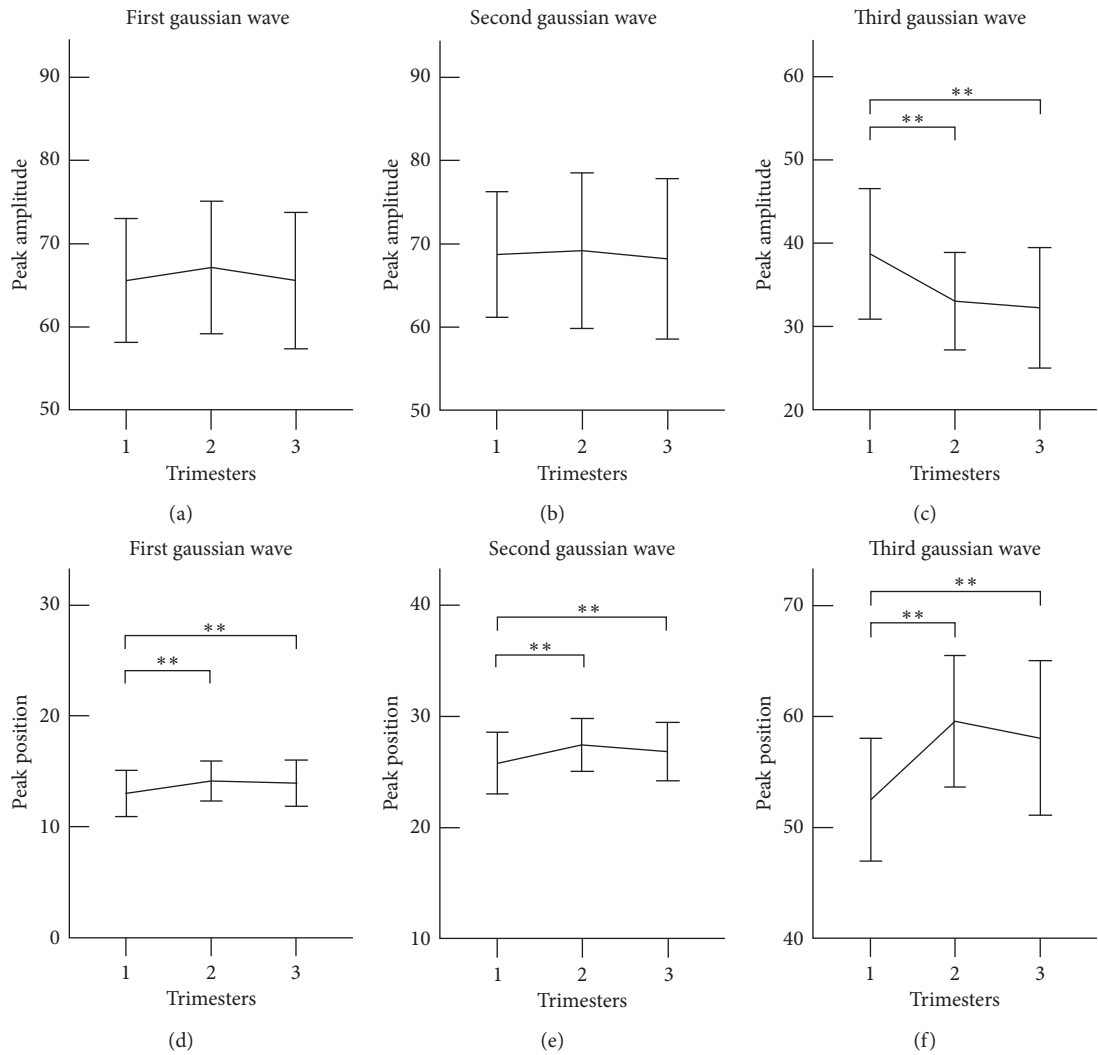 First gaussian wave
Peak amplitude
90
80
70
60
50
1 2 3
Trimesters
(a)
Second gaussian wave
Peak amplitude
90
80
70
60
50
1 2 3
Trimesters
(b)
Third gaussian wave
Peak amplitude
60
50
40
30
20
**
**
1 2 3
Trimesters
(c)
First gaussian wave
Peak position
30
20
10
0
**
**
1 2 3
Trimesters
(d)
Second gaussian wave
Peak position
40
30
20
10
**
**
1 2 3
Trimesters
(e)
Third gaussian wave
Peak position
70
60
50
40
**
**
1 2 3
Trimesters
(f)